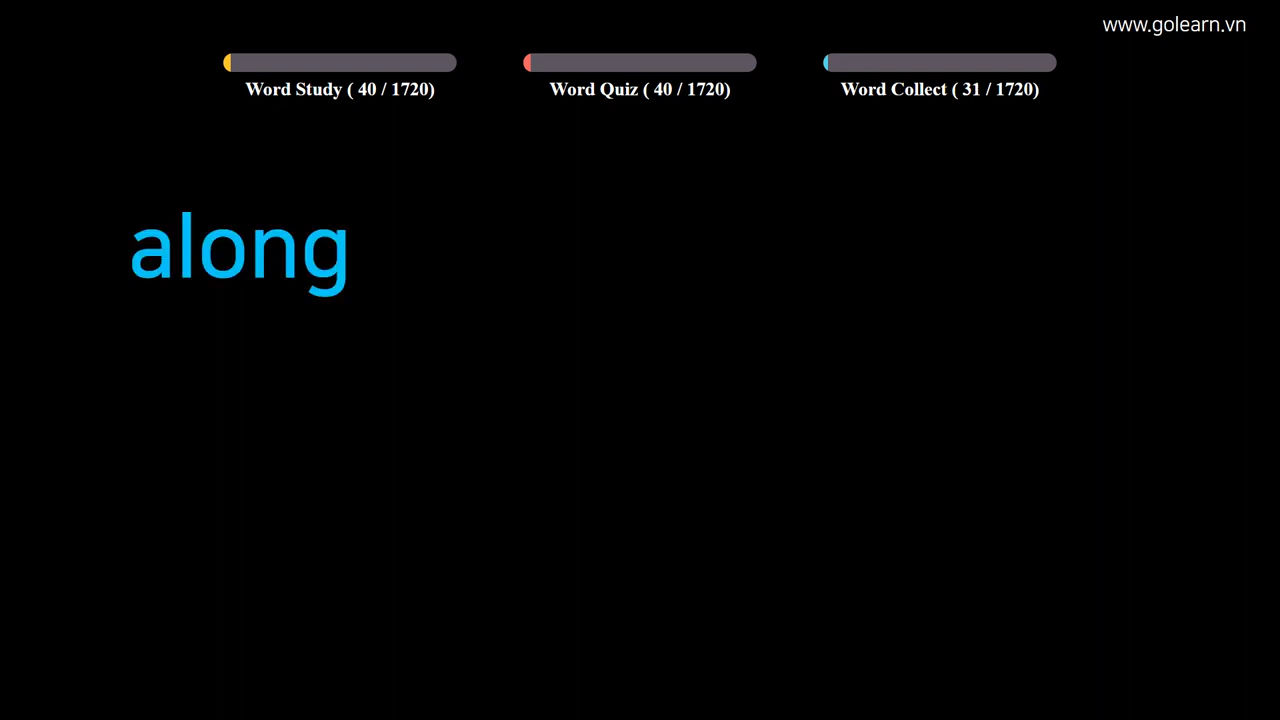 www.golearn.vn
Word Study ( 40 / 1720)
Word Quiz ( 40 / 1720)
Word Collect ( 31 / 1720)
along